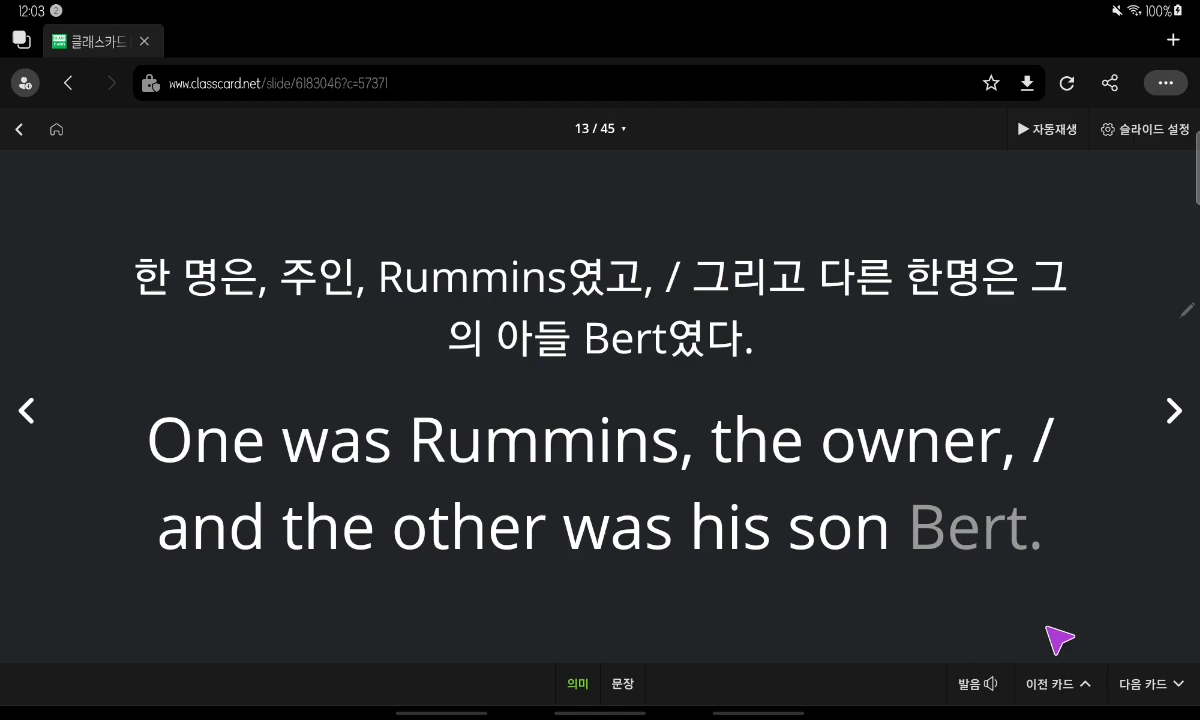 12:03 2 100%
클래스카드
www.classcard.net/slide/6183046?c=57371
13 / 45 자동재생 슬라이드 설정
한 명은, 주인, Rummins였고, / 그리고 다른 한명은 그
의 아들 Bert였다.
One was Rummins, the owner, /
and the other was his son Bert.
의미 문장 발음 이전 카드 다음 카드